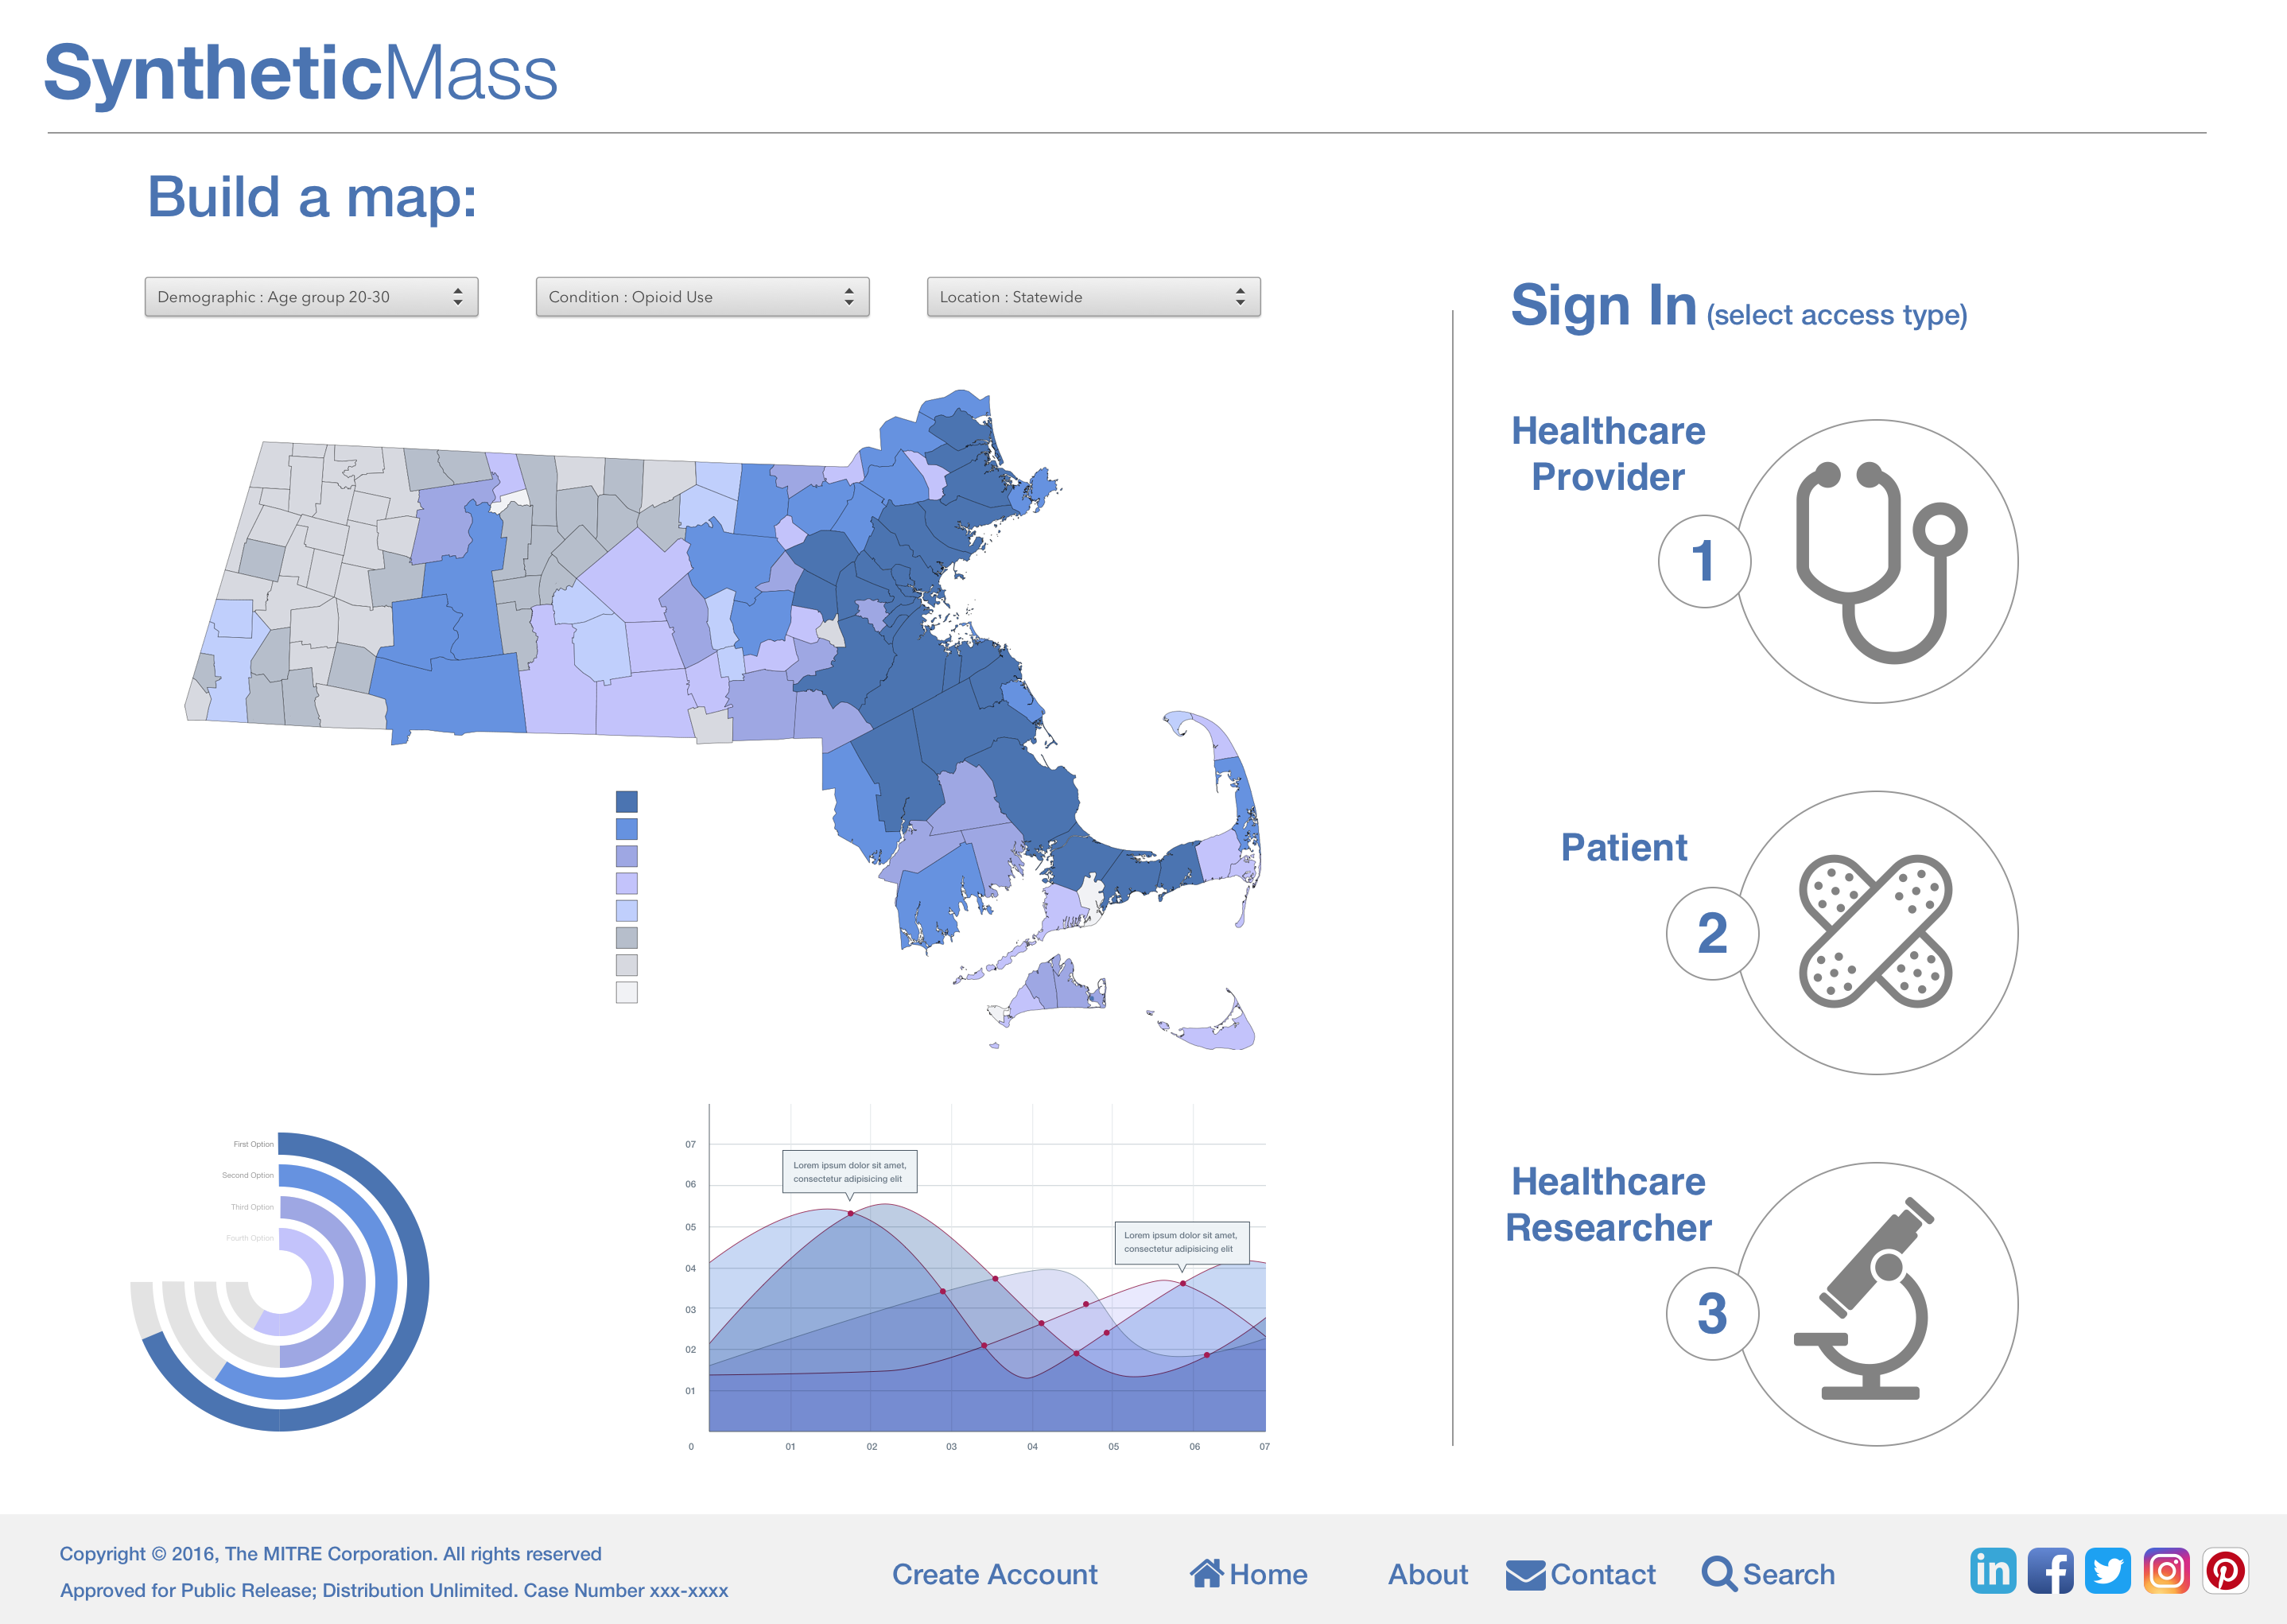 SyntheticMass
Build a map:
Demographic : Age group 20-30
Condition : Opioid Use
Location : Statewide
Sign In (select access type)
Healthcare
Provider
1
Patient
2
Healthcare
Researcher
3
First Option
Second Option
Third Option
Fourth Option
07
06
05
04
03
02
01
0
01
02
03
04
05
06
07
Lorem ipsum dolor sit amet,
consectetur adipisicing elit
Lorem ipsum dolor sit amet,
consectetur adipisicing elit
Copyright © 2016, The MITRE Corporation. All rights reserved
Approved for Public Release; Distribution Unlimited. Case Number xxx-xxxx
Create Account
Home
About
Contact
Search
in
f